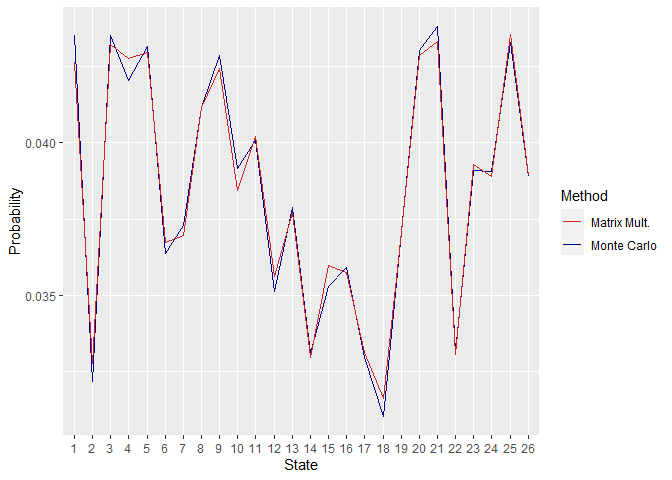 0.040
0.035
Probability
1 2 3 4 5 6 7 8 9 10 11 12 13 14 15 16 17 18 19 20 21 22 23 24 25 26
State
Method
Matrix Mult.
Monte Carlo